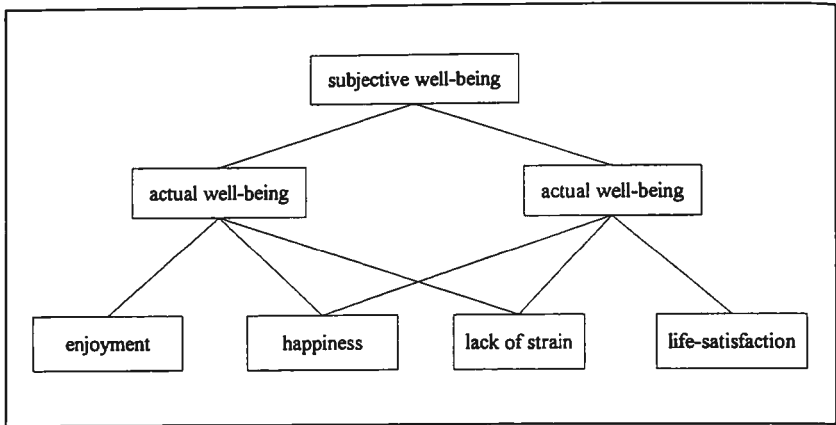 subjective well-being
actual well-being
actual well-being
enjoyment
happiness
lack of strain
life-satisfaction